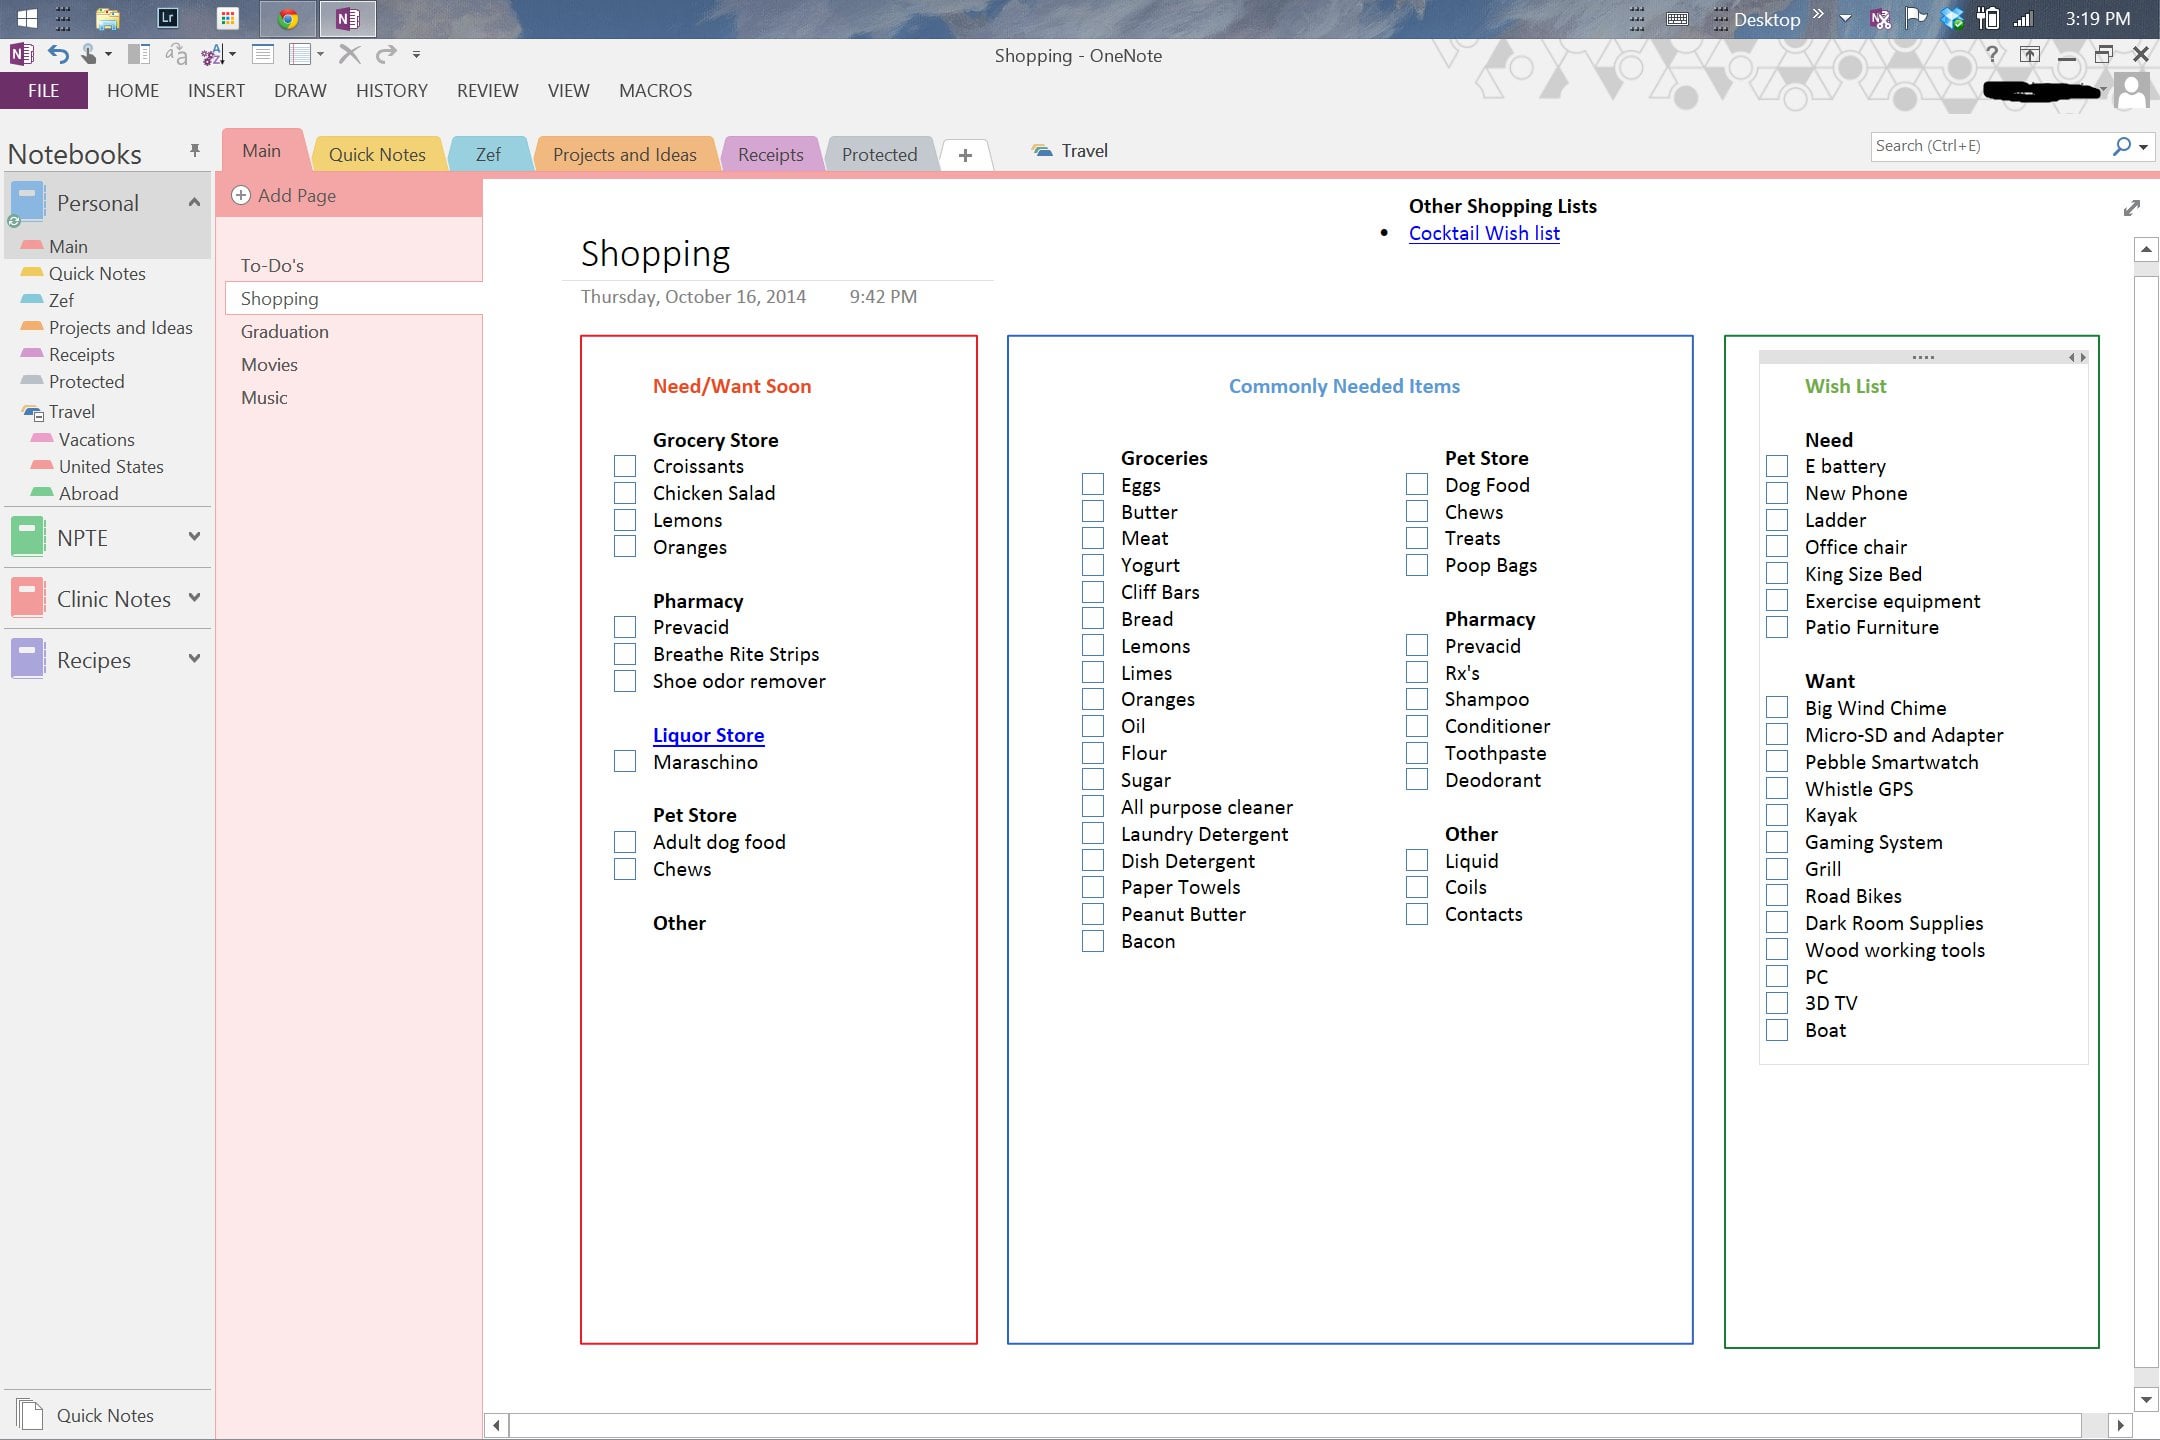 Lr
Desktop
3:19 PM
Shopping - OneNote
FILE
HOME
INSERT
DRAW
HISTORY
REVIEW
VIEW
MACROS
Notebooks
Main
Quick Notes
Zef
Projects and Ideas
Receipts
Protected
Travel
Search (Ctrl+E)
Personal
Main
Quick Notes
Zef
Projects and Ideas
Receipts
Protected
Travel
Vacations
United States
Abroad
NPTE
Clinic Notes
Recipes
Quick Notes
Add Page
To-Do's
Shopping
Graduation
Movies
Music
Shopping
Thursday, October 16, 2014 9:42 PM
Other Shopping Lists
• Cocktail Wish list
Need/Want Soon
Grocery Store
Croissants
Chicken Salad
Lemons
Oranges
Pharmacy
Prevacid
Breathe Rite Strips
Shoe odor remover
Liquor Store
Maraschino
Pet Store
Adult dog food
Chews
Other
Commonly Needed Items
Groceries
Eggs
Butter
Meat
Yogurt
Cliff Bars
Bread
Lemons
Limes
Oranges
Oil
Flour
Sugar
All purpose cleaner
Laundry Detergent
Dish Detergent
Paper Towels
Peanut Butter
Bacon
Pet Store
Dog Food
Chews
Treats
Poop Bags
Pharmacy
Prevacid
Rx's
Shampoo
Conditioner
Toothpaste
Deodorant
Other
Liquid
Coils
Contacts
Wish List
Need
E battery
New Phone
Ladder
Office chair
King Size Bed
Exercise equipment
Patio Furniture
Want
Big Wind Chime
Micro-SD and Adapter
Pebble Smartwatch
Whistle GPS
Kayak
Gaming System
Grill
Road Bikes
Dark Room Supplies
Wood working tools
PC
3D TV
Boat